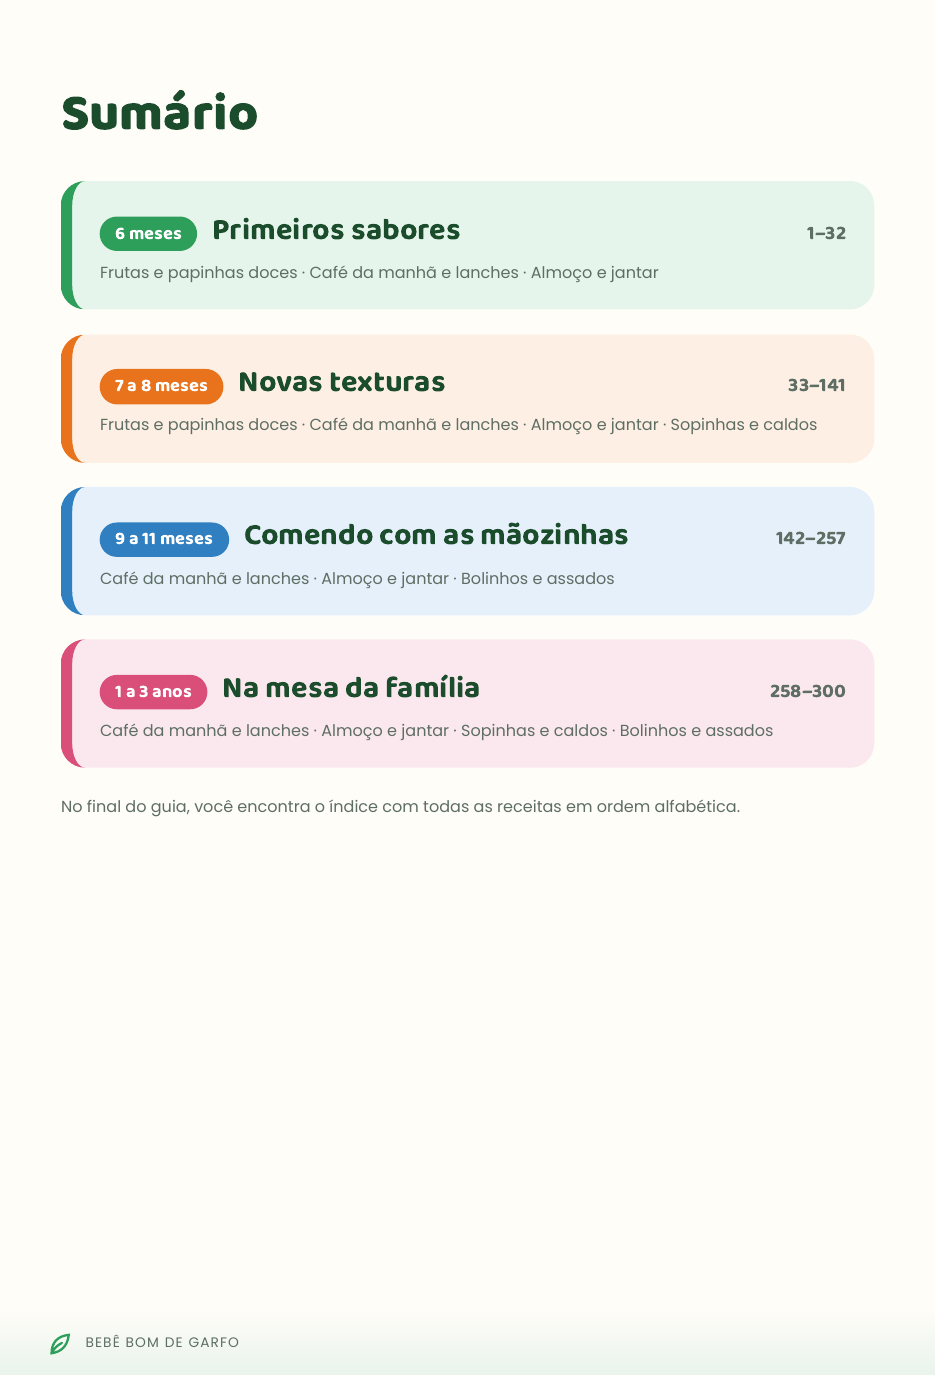 Sumário
6 meses Primeiros sabores 1–32
Frutas e papinhas doces · Café da manhã e lanches · Almoço e jantar
7 a 8 meses Novas texturas 33–141
Frutas e papinhas doces · Café da manhã e lanches · Almoço e jantar · Sopinhas e caldos
9 a 11 meses Comendo com as mãozinhas 142–257
Café da manhã e lanches · Almoço e jantar · Bolinhos e assados
1 a 3 anos Na mesa da família 258–300
Café da manhã e lanches · Almoço e jantar · Sopinhas e caldos · Bolinhos e assados
No final do guia, você encontra o índice com todas as receitas em ordem alfabética.
BEBÊ BOM DE GARFO